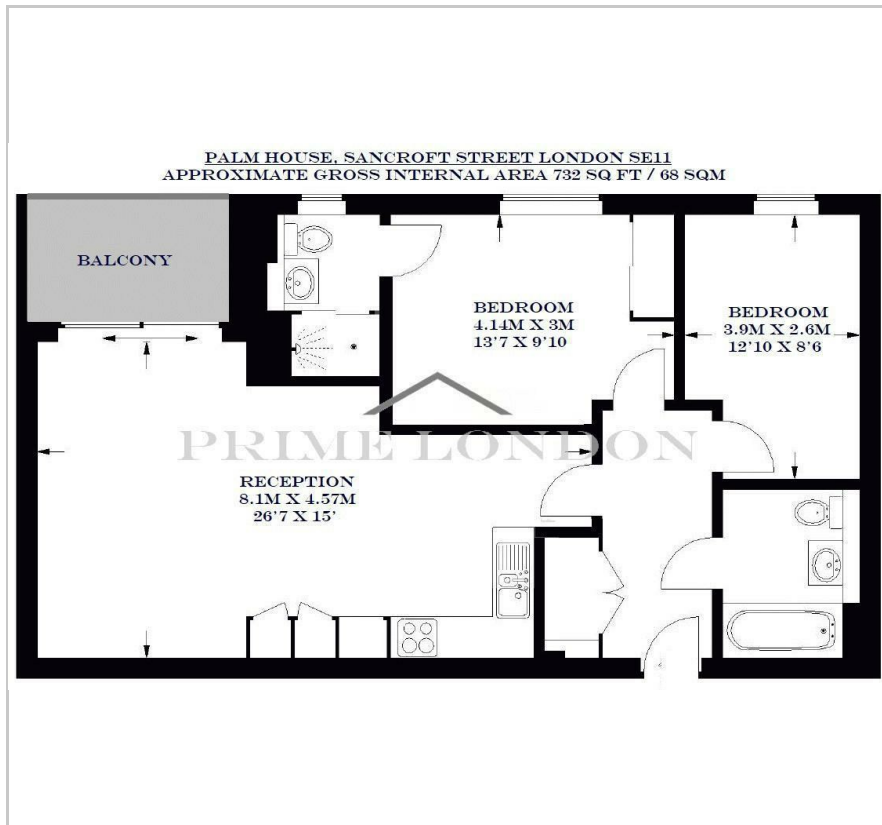 PALM HOUSE, SANCROFT STREET LONDON SE11
APPROXIMATE GROSS INTERNAL AREA 732 SQ FT / 68 SQM
BALCONY
BEDROOM
4.14M X 3M
13'7 X 9'10
BEDROOM
3.9M X 2.6M
12'10 X 8'6
PRIME LONDON
RECEPTION
8.1M X 4.57M
26'7 X 15'